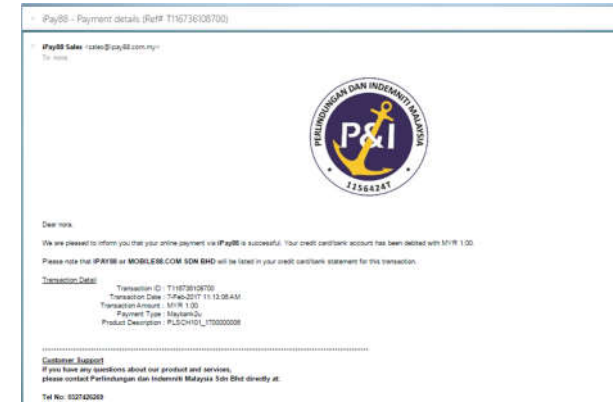 iPay88 - Payment details (Ref# T116736108700)
iPay88 Sales <sales@ipay88.com.my>
To: nora
PERLINDUNGAN DAN INDEMNITI MALAYSIA
P&I
1156424T
Dear nora,
We are pleased to inform you that your online payment via iPay88 is successful. Your credit card/bank account has been debited with MYR 1.00.
Please note that IPAY88 or MOBILE88.COM SDN BHD will be listed in your credit card/bank statement for this transaction.
Transaction Detail
Transaction ID : T116736108700
Transaction Date : 7-Feb-2017 11:13:06 AM
Transaction Amount : MYR 1.00
Payment Type : Maybank2u
Product Description : PLSCH101_1700000006
Customer Support
If you have any questions about our product and services,
please contact Perlindungan dan Indemniti Malaysia Sdn Bhd directly at:
Tel No: 0327426269